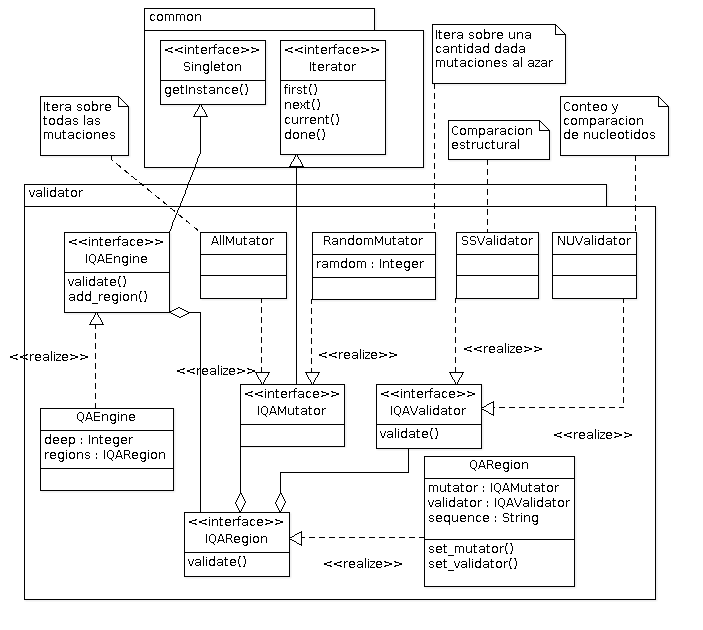 common
<<interface>>
Singleton
getInstance()
<<interface>>
Iterator
first()
next()
current()
done()
Itera sobre una
cantidad dada
mutaciones al azar
Itera sobre
todas las
mutaciones
Comparacion
estructural
Conteo y
comparacion
de nucleotidos
validator
<<interface>>
IQAEngine
validate()
add_region()
AllMutator
RandomMutator
ramdom : Integer
SSValidator
NUValidator
<<realize>>
<<realize>>
<<realize>>
<<realize>>
<<realize>>
QAEngine
deep : Integer
regions : IQARegion
<<interface>>
IQAMutator
<<interface>>
IQAValidator
validate()
QARegion
mutator : IQAMutator
validator : IQAValidator
sequence : String
set_mutator()
set_validator()
<<interface>>
IQARegion
validate()
<<realize>>